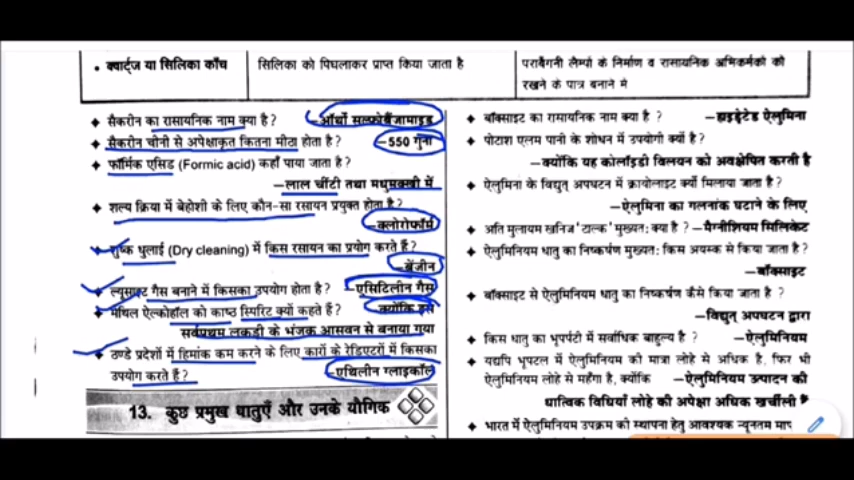 • क्वार्ट्ज या सिलिका काँच
सिलिका को पिघलाकर प्राप्त किया जाता है
पराबैगनी लैम्पों के निर्माण व रासायनिक अभिकर्मकों को
रखने के पात्र बनाने में
सैकरीन का रासायनिक नाम क्या है?
—ऑर्थो सल्फोबेंजामाइड
सैकरीन चीनी से अपेक्षाकृत कितना मीठा होता है?
—550 गुना
फॉर्मिक एसिड (Formic acid) कहाँ पाया जाता है?
—लाल चींटी तथा मधुमक्खी में
शल्य क्रिया में बेहोशी के लिए कौन-सा रसायन प्रयुक्त होता है?
—क्लोरोफॉर्म
शुष्क धुलाई (Dry cleaning) में किस रसायन का प्रयोग करते हैं?
—बेंजीन
ल्यूसाइट गैस बनाने में किसका उपयोग होता है?
—एसिटिलीन गैस
मेथिल ऐल्कोहॉल को काष्ठ स्पिरिट क्यों कहते हैं?
—क्योंकि इसे
सर्वप्रथम लकड़ी के भंजक आसवन से बनाया गया
ठण्डे प्रदेशों में हिमांक कम करने के लिए कारों के रेडिएटरों में किसका
उपयोग करते हैं?
—एथिलीन ग्लाइकॉल
13. कुछ प्रमुख धातुएँ और उनके यौगिक
बॉक्साइट का रासायनिक नाम क्या है ?
—हाइड्रेटेड ऐलुमिना
पोटाश एलम पानी के शोधन में उपयोगी क्यों है?
—क्योंकि यह कोलॉइडी विलयन को अवक्षेपित करती है
ऐलुमिना के विद्युत् अपघटन में क्रायोलाइट क्यों मिलाया जाता है?
—ऐलुमिना का गलनांक घटाने के लिए
अति मुलायम खनिज 'टाल्क' मुख्यत: क्या है ?
—मैग्नीशियम सिलिकेट
ऐलुमिनियम धातु का निष्कर्षण मुख्यत: किस अयस्क से किया जाता है?
—बॉक्साइट
बॉक्साइट से ऐलुमिनियम धातु का निष्कर्षण कैसे किया जाता है ?
—विद्युत् अपघटन द्वारा
किस धातु का भूपर्पटी में सर्वाधिक बाहुल्य है ?
—ऐलुमिनियम
यद्यपि भूपटल में ऐलुमिनियम की मात्रा लोहे से अधिक है, फिर भी
ऐलुमिनियम लोहे से महँगा है, क्योंकि
—ऐलुमिनियम उत्पादन की
धात्विक विधियाँ लोहे की अपेक्षा अधिक खर्चीली हैं
भारत में ऐलुमिनियम उपक्रम की स्थापना हेतु आवश्यक न्यूनतम